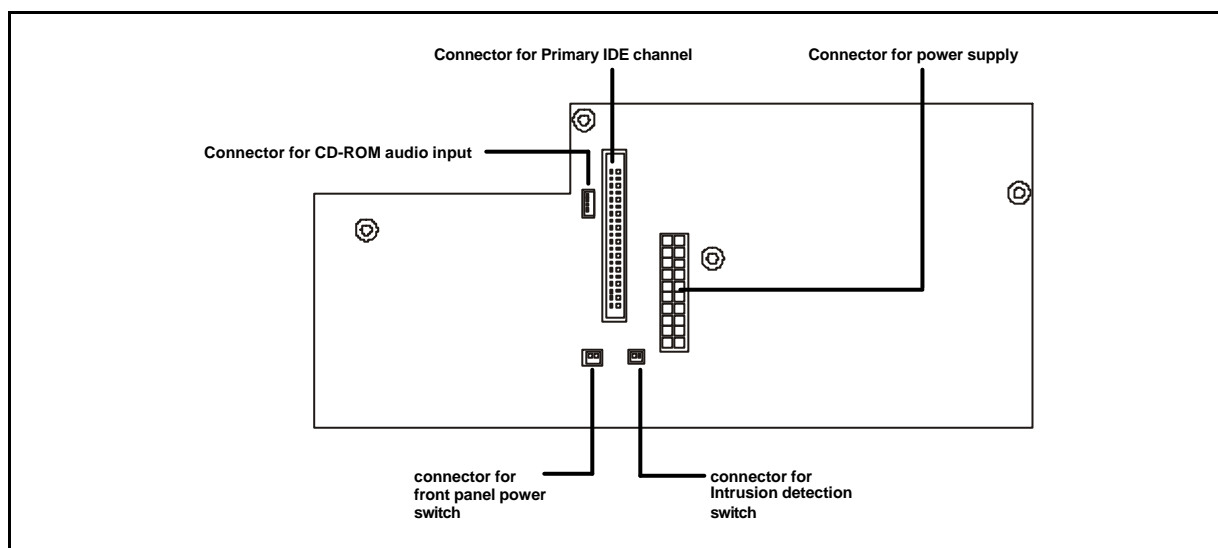 Connector for Primary IDE channel
Connector for power supply
Connector for CD-ROM audio input
connector for
front panel power
switch
connector for
Intrusion detection
switch